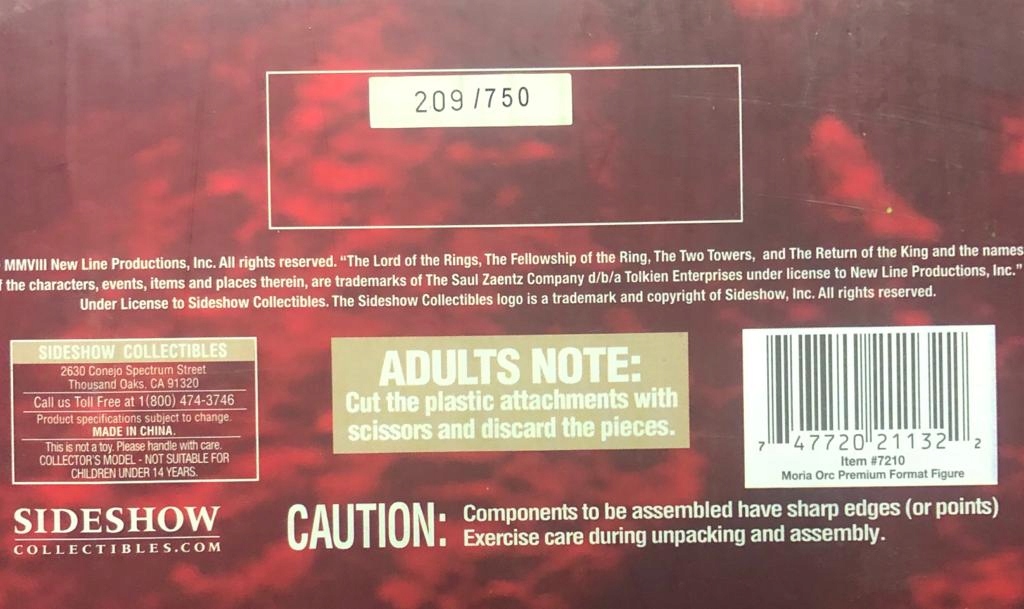 209/750
MMVIII New Line Productions, Inc. All rights reserved. “The Lord of the Rings, The Fellowship of the Ring, The Two Towers, and The Return of the King and the names
the characters, events, items and places therein, are trademarks of The Saul Zaentz Company d/b/a Tolkien Enterprises under license to New Line Productions, Inc.”
Under License to Sideshow Collectibles. The Sideshow Collectibles logo is a trademark and copyright of Sideshow, Inc. All rights reserved.
SIDESHOW COLLECTIBLES
2630 Conejo Spectrum Street
Thousand Oaks, CA 91320
Call us Toll Free at 1(800) 474-3746
Product specifications subject to change.
MADE IN CHINA.
This is not a toy. Please handle with care.
COLLECTOR'S MODEL - NOT SUITABLE FOR
CHILDREN UNDER 14 YEARS.
SIDESHOW
COLLECTIBLES.COM
ADULTS NOTE:
Cut the plastic attachments with
scissors and discard the pieces.
7 47720 21132 2
Item #7210
Moria Orc Premium Format Figure
CAUTION: Components to be assembled have sharp edges (or points)
Exercise care during unpacking and assembly.